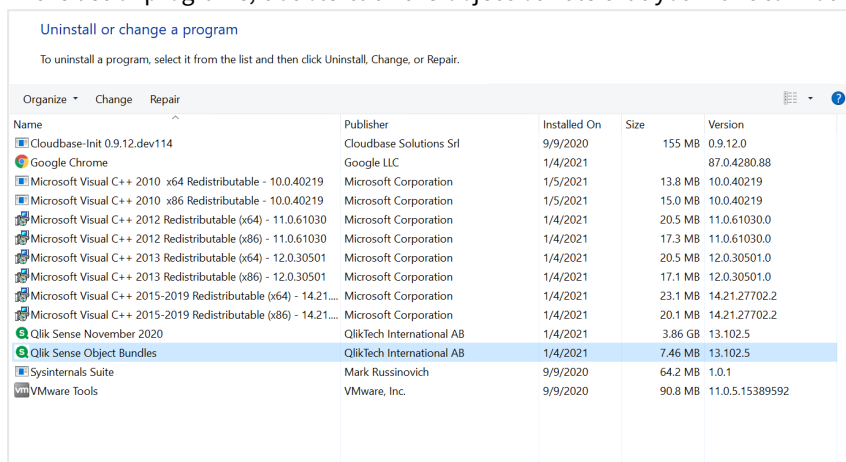 Uninstall or change a program
To uninstall a program, select it from the list and then click Uninstall, Change, or Repair.
Organize Change Repair
Name Publisher Installed On Size Version
Cloudbase-Init 0.9.12.dev114 Cloudbase Solutions Srl 9/9/2020 155 MB 0.9.12.0
Google Chrome Google LLC 1/4/2021 87.0.4280.88
Microsoft Visual C++ 2010 x64 Redistributable - 10.0.40219 Microsoft Corporation 1/5/2021 13.8 MB 10.0.40219
Microsoft Visual C++ 2010 x86 Redistributable - 10.0.40219 Microsoft Corporation 1/5/2021 15.0 MB 10.0.40219
Microsoft Visual C++ 2012 Redistributable (x64) - 11.0.61030 Microsoft Corporation 1/4/2021 20.5 MB 11.0.61030.0
Microsoft Visual C++ 2012 Redistributable (x86) - 11.0.61030 Microsoft Corporation 1/4/2021 17.3 MB 11.0.61030.0
Microsoft Visual C++ 2013 Redistributable (x64) - 12.0.30501 Microsoft Corporation 1/4/2021 20.5 MB 12.0.30501.0
Microsoft Visual C++ 2013 Redistributable (x86) - 12.0.30501 Microsoft Corporation 1/4/2021 17.1 MB 12.0.30501.0
Microsoft Visual C++ 2015-2019 Redistributable (x64) - 14.21.... Microsoft Corporation 1/4/2021 23.1 MB 14.21.27702.2
Microsoft Visual C++ 2015-2019 Redistributable (x86) - 14.21.... Microsoft Corporation 1/4/2021 20.1 MB 14.21.27702.2
Qlik Sense November 2020 QlikTech International AB 1/4/2021 3.86 GB 13.102.5
Qlik Sense Object Bundles QlikTech International AB 1/4/2021 7.46 MB 13.102.5
Sysinternals Suite Mark Russinovich 9/9/2020 64.2 MB 1.0.1
vm VMware Tools VMware, Inc. 9/9/2020 90.8 MB 11.0.5.15389592